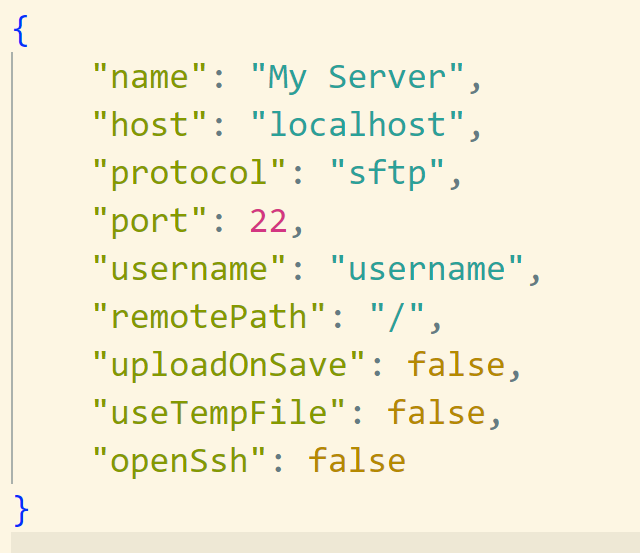 {
    "name": "My Server",
    "host": "localhost",
    "protocol": "sftp",
    "port": 22,
    "username": "username",
    "remotePath": "/",
    "uploadOnSave": false,
    "useTempFile": false,
    "openSsh": false
}